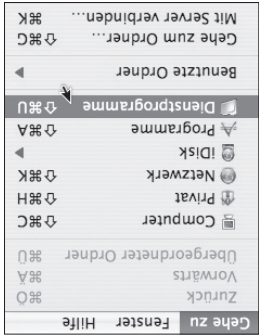 Gehe zu Fenster Hilfe
Zurück ⌘Ö
Vorwärts ⌘Ä
Übergeordneter Ordner ⌘Ü
Computer ⇧⌘C
Privat ⇧⌘H
Netzwerk ⇧⌘K
iDisk
Programme ⇧⌘A
Dienstprogramme ⇧⌘U
Benutzte Ordner
Gehe zum Ordner... ⇧⌘G
Mit Server verbinden... ⌘K